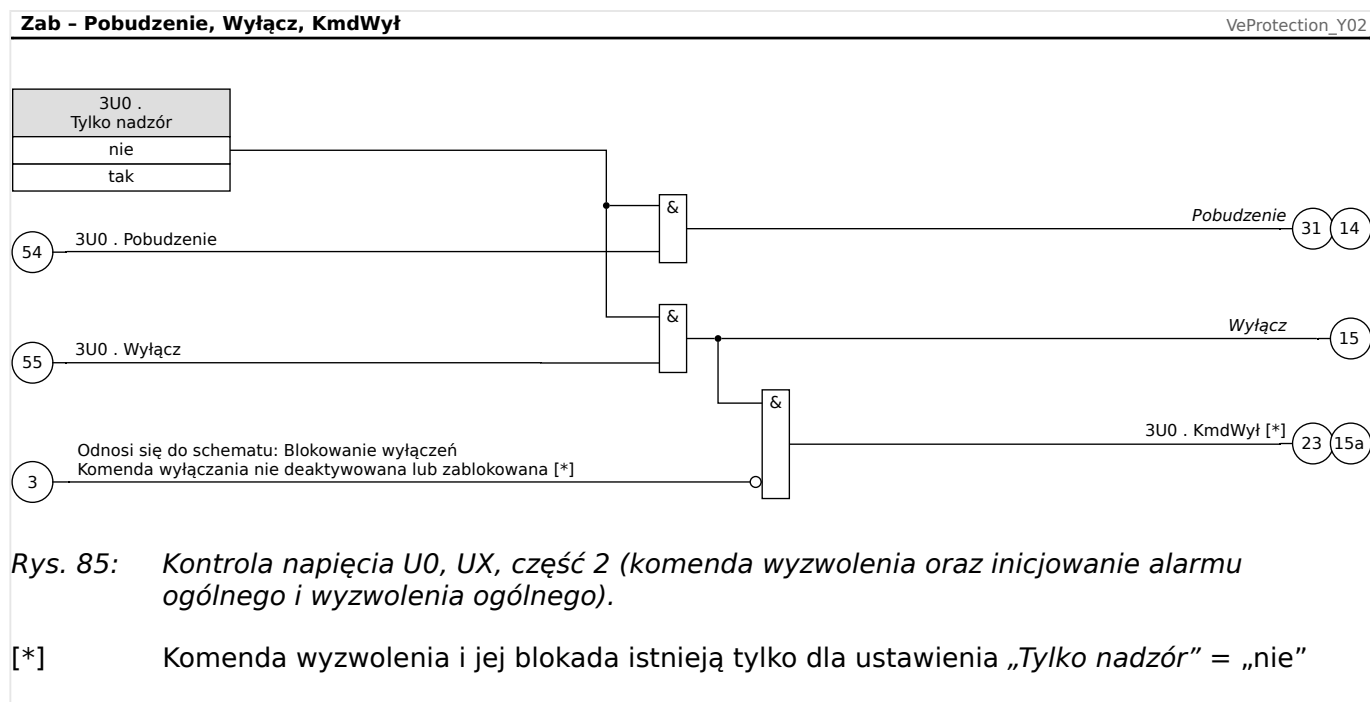 Zab – Pobudzenie, Wyłącz, KmdWył
VeProtection_Y02
3U0 .
Tylko nadzór
nie
tak
&
Pobudzenie
31
14
54
3U0 . Pobudzenie
&
Wyłącz
15
55
3U0 . Wyłącz
&
3U0 . KmdWył [*]
23
15a
3
Odnosi się do schematu: Blokowanie wyłączeń
Komenda wyłączania nie deaktywowana lub zablokowana [*]
Rys. 85: Kontrola napięcia U0, UX, część 2 (komenda wyzwolenia oraz inicjowanie alarmu
ogólnego i wyzwolenia ogólnego).
[*] Komenda wyzwolenia i jej blokada istnieją tylko dla ustawienia „Tylko nadzór” = „nie”